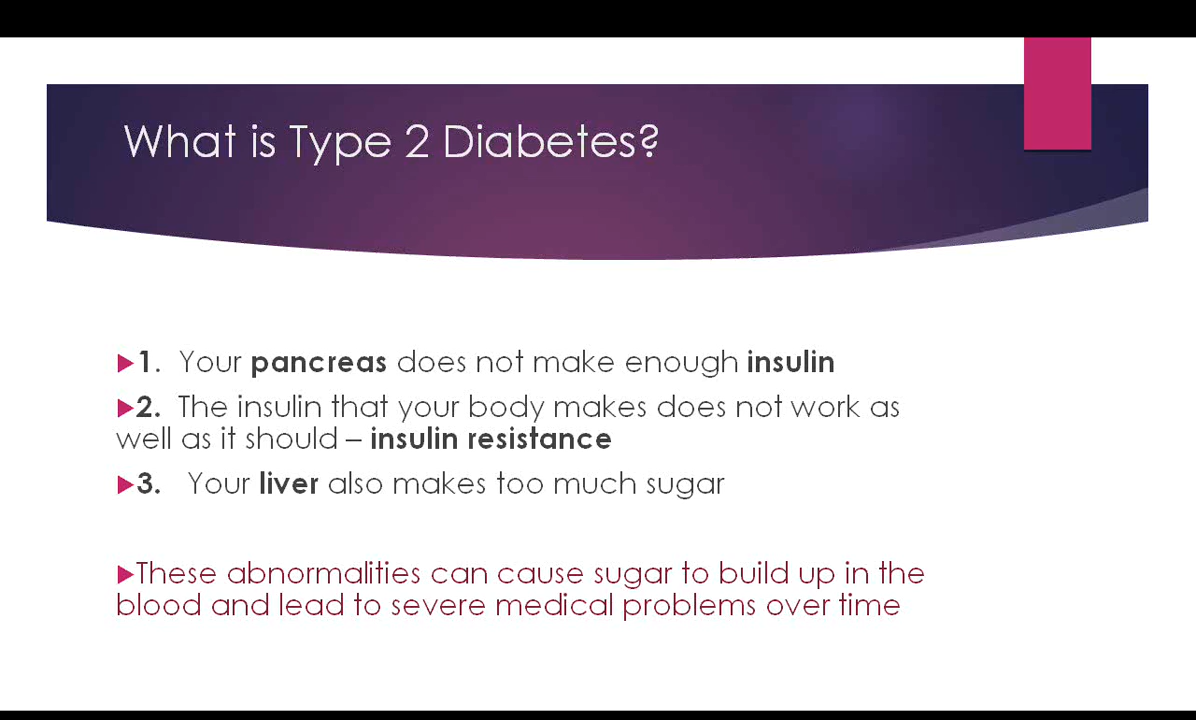 What is Type 2 Diabetes?
1. Your pancreas does not make enough insulin
2. The insulin that your body makes does not work as
well as it should – insulin resistance
3. Your liver also makes too much sugar
These abnormalities can cause sugar to build up in the
blood and lead to severe medical problems over time